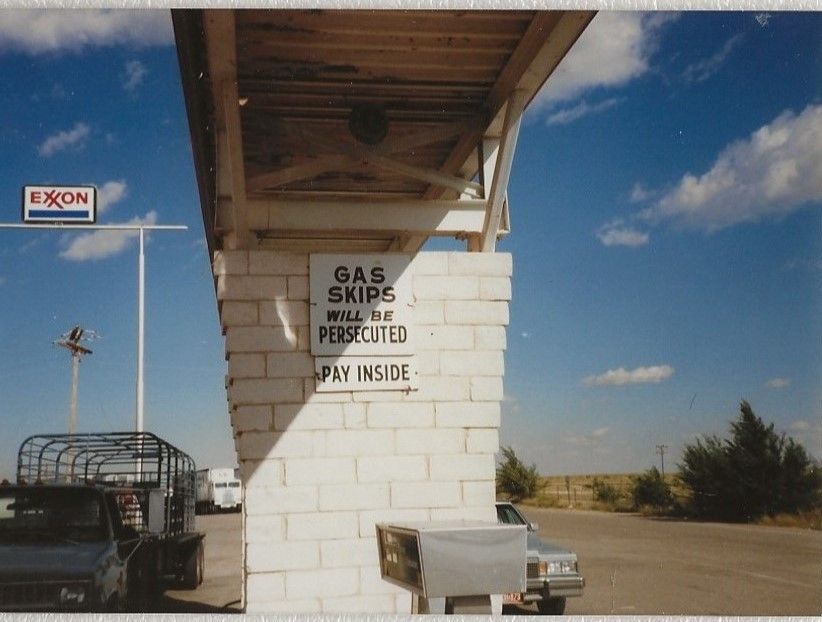 EXXON
GAS
SKIPS
WILL BE
PERSECUTED
PAY INSIDE